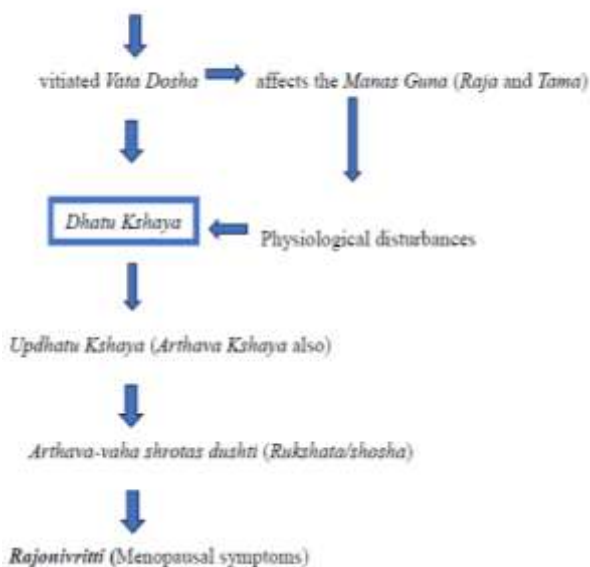 vitiated Vata Dosha affects the Manas Guna (Raja and Tama)
Dhatu Kshaya
Physiological disturbances
Updhatu Kshaya (Arthava Kshaya also)
Arthava-vaha shrotas dushti (Rukshata/shosha)
Rajonivritti (Menopausal symptoms)